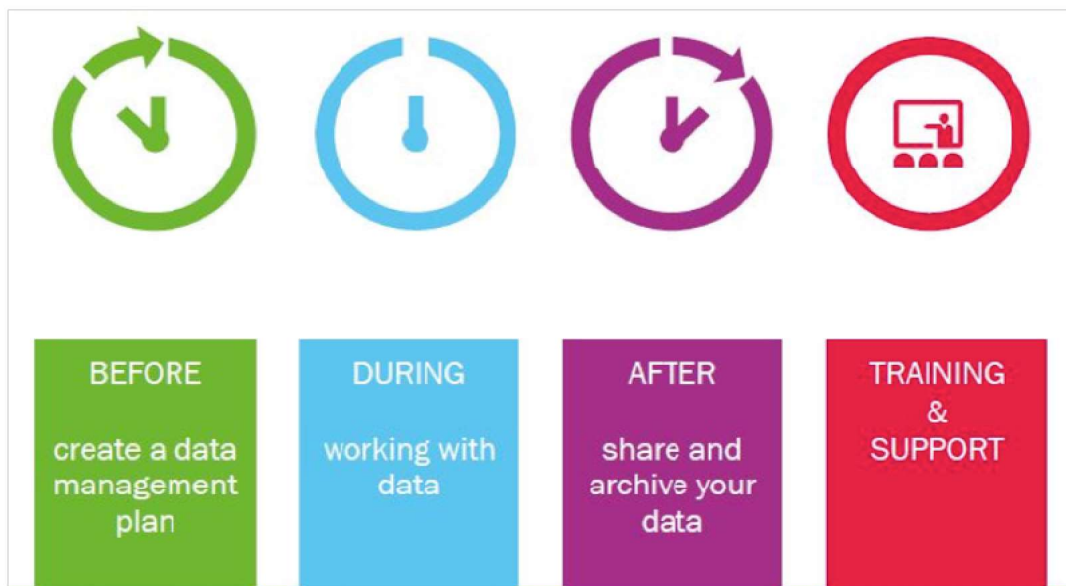 BEFORE
create a data
management
plan
DURING
working with
data
AFTER
share and
archive your
data
TRAINING
&
SUPPORT